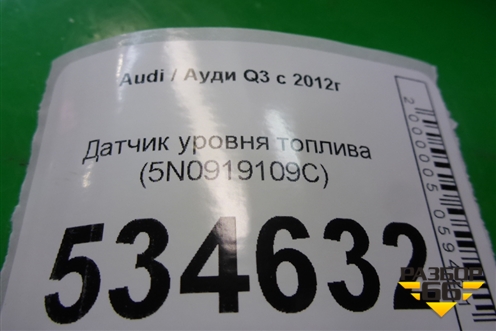 Audi / Ауди Q3 с 2012г
Датчик уровня топлива
(5N0919109C)
534632
РАЗБОР
66